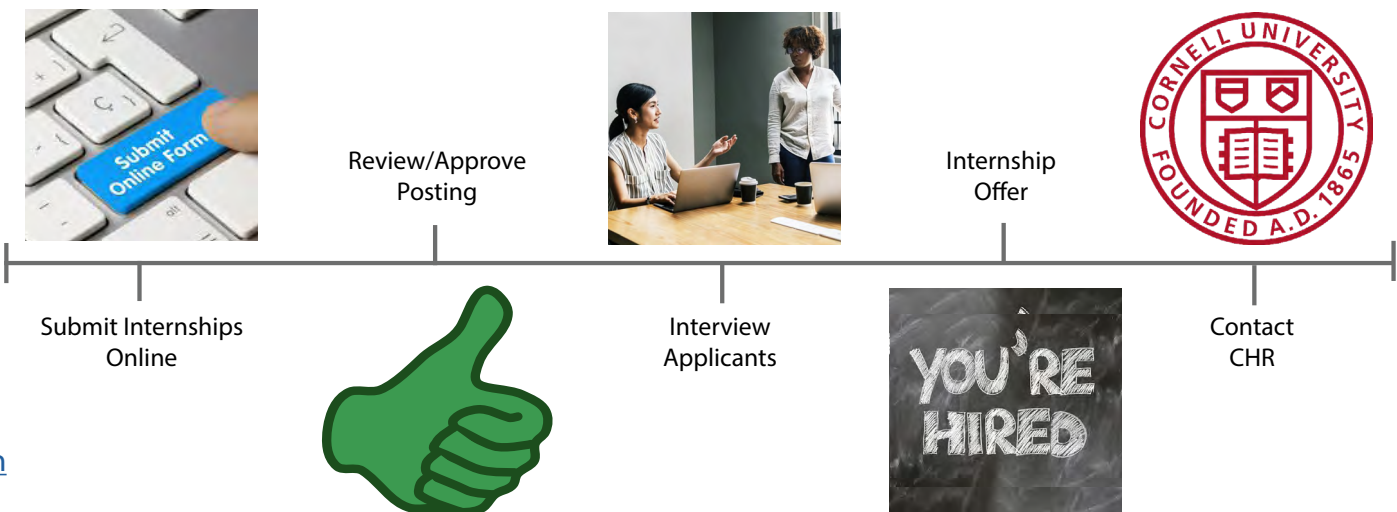 Submit
Online Form
alt
Review/Approve
Posting
Internship
Offer
CORNELL UNIVERSITY
FOUNDED A.D. 1865
Submit Internships
Online
Interview
Applicants
YOU'RE
HIRED
Contact
CHR
n